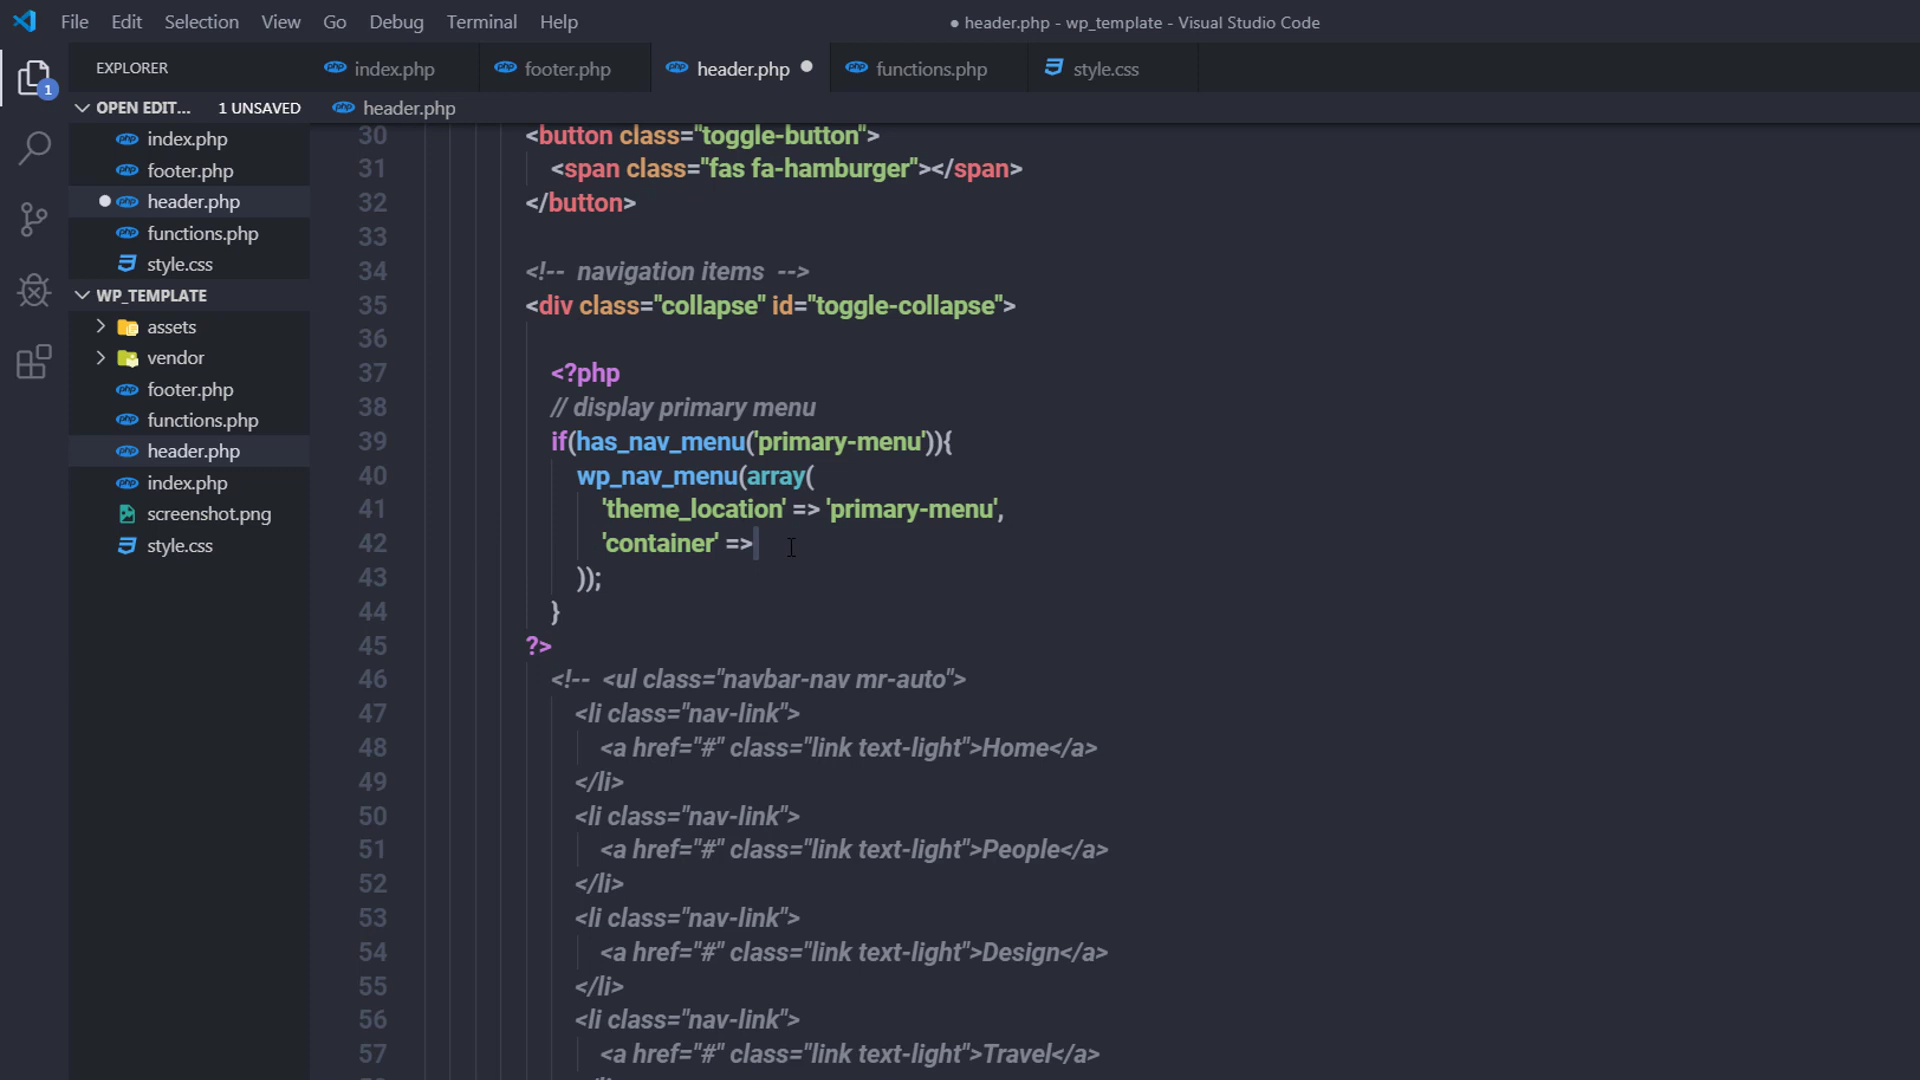 File Edit Selection View Go Debug Terminal Help
● header.php - wp_template - Visual Studio Code
EXPLORER
index.php
footer.php
header.php
functions.php
style.css
1
OPEN EDIT... 1 UNSAVED
index.php
footer.php
header.php
functions.php
style.css
WP_TEMPLATE
assets
vendor
footer.php
functions.php
header.php
index.php
screenshot.png
style.css
header.php
30 <button class="toggle-button">
31 <span class="fas fa-hamburger"></span>
32 </button>
33
34 <!-- navigation items -->
35 <div class="collapse" id="toggle-collapse">
36
37 <?php
38 // display primary menu
39 if(has_nav_menu('primary-menu')){
40 wp_nav_menu(array(
41 'theme_location' => 'primary-menu',
42 'container' =>
43 ));
44 }
45 ?>
46 <!-- <ul class="navbar-nav mr-auto">
47 <li class="nav-link">
48 <a href="#" class="link text-light">Home</a>
49 </li>
50 <li class="nav-link">
51 <a href="#" class="link text-light">People</a>
52 </li>
53 <li class="nav-link">
54 <a href="#" class="link text-light">Design</a>
55 </li>
56 <li class="nav-link">
57 <a href="#" class="link text-light">Travel</a>